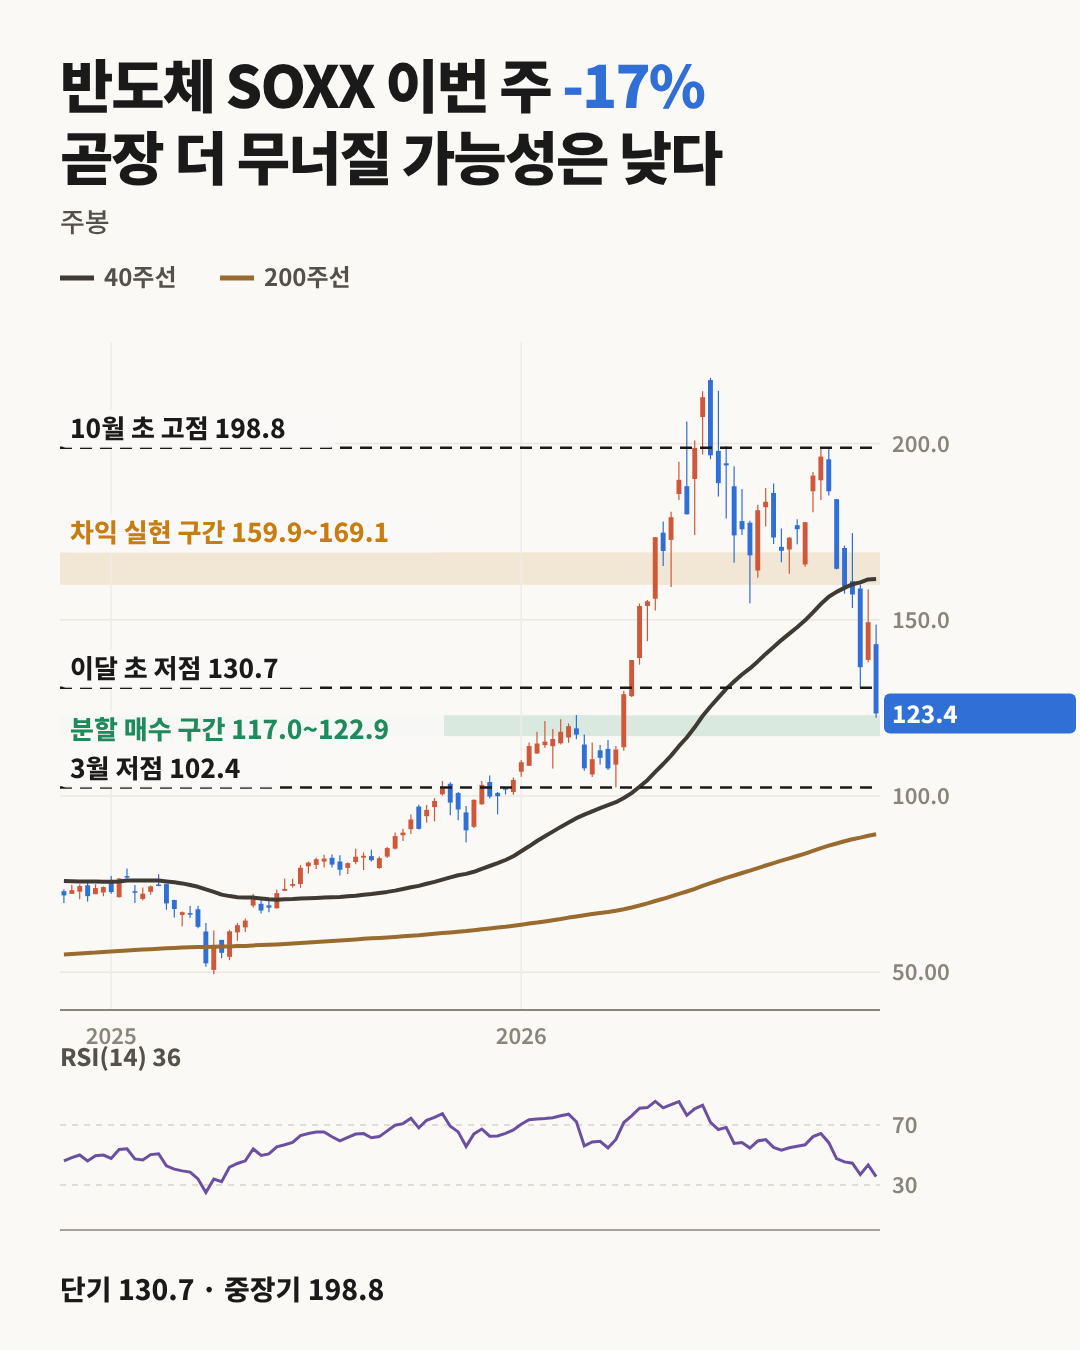 반도체 SOXX 이번 주 -17%
곧장 더 무너질 가능성은 낮다
주봉
40주선 200주선
10월 초 고점 198.8
200.0
차익 실현 구간 159.9~169.1
150.0
이달 초 저점 130.7
123.4
분할 매수 구간 117.0~122.9
3월 저점 102.4
100.0
50.00
2025 2026
RSI(14) 36
70
30
단기 130.7 · 중장기 198.8